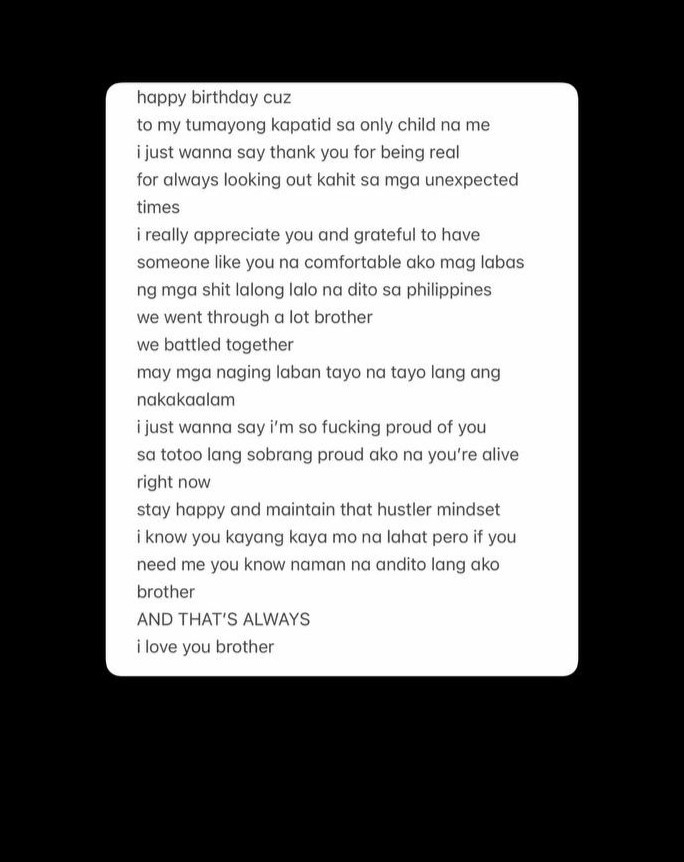 happy birthday cuz
to my tumayong kapatid sa only child na me
i just wanna say thank you for being real
for always looking out kahit sa mga unexpected
times
i really appreciate you and grateful to have
someone like you na comfortable ako mag labas
ng mga shit lalong lalo na dito sa philippines
we went through a lot brother
we battled together
may mga naging laban tayo na tayo lang ang
nakakaalam
i just wanna say i'm so fucking proud of you
sa totoo lang sobrang proud ako na you're alive
right now
stay happy and maintain that hustler mindset
i know you kayang kaya mo na lahat pero if you
need me you know naman na andito lang ako
brother
AND THAT'S ALWAYS
i love you brother